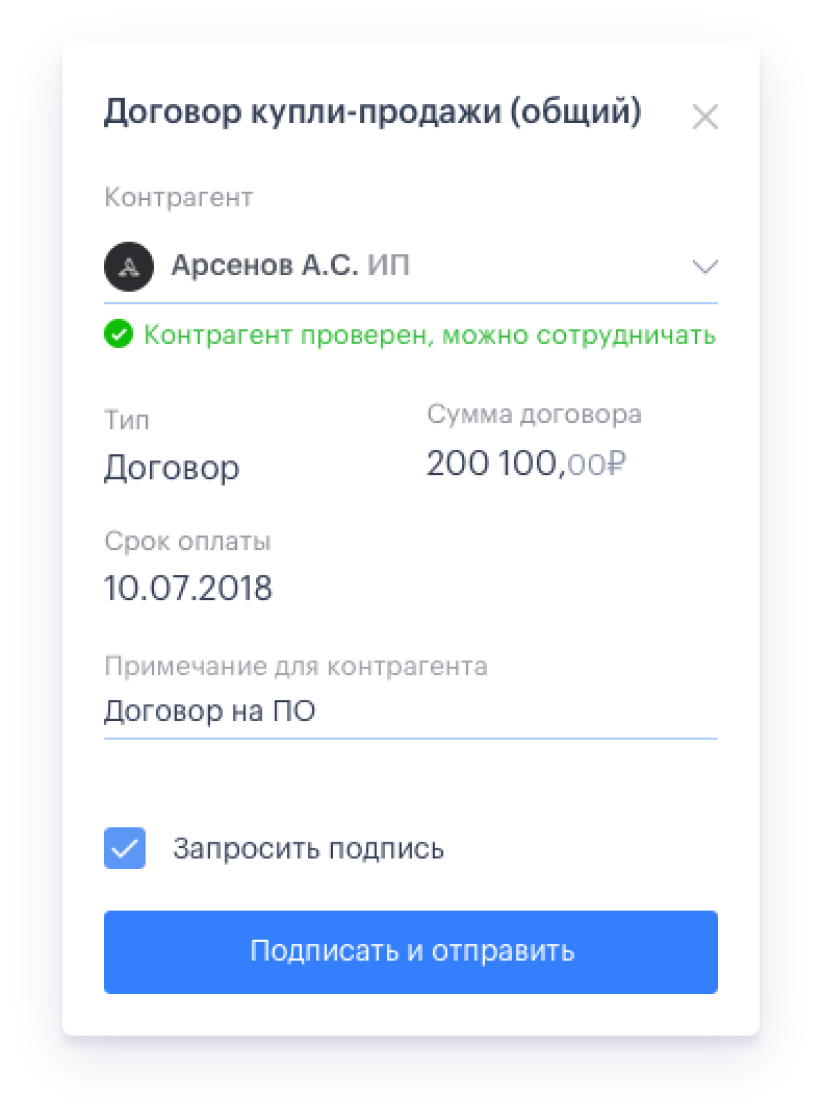 Договор купли-продажи (общий)
Контрагент
Арсенов А.С. ИП
Контрагент проверен, можно сотрудничать
Тип
Договор
Сумма договора
200 100,00₽
Срок оплаты
10.07.2018
Примечание для контрагента
Договор на ПО
Запросить подпись
Подписать и отправить